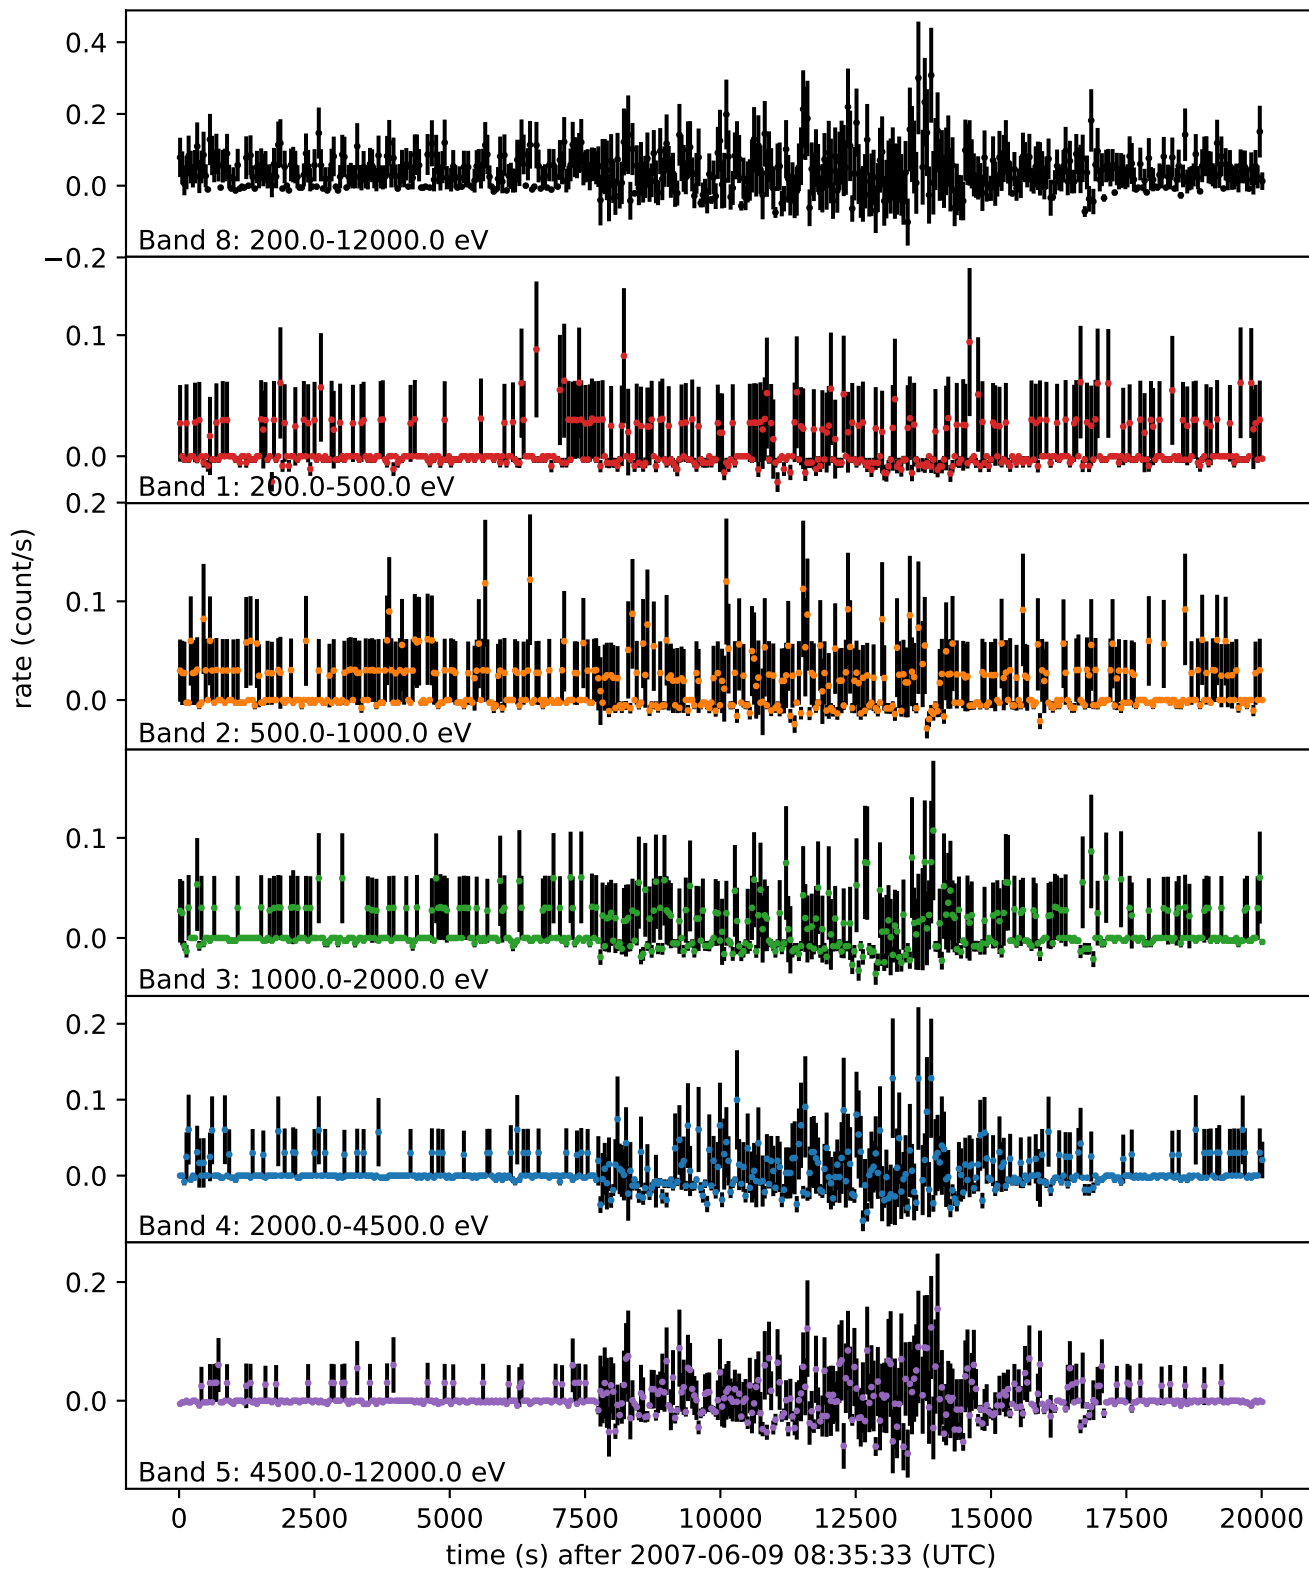 0.4
0.2
0.0
Band 8: 200.0-12000.0 eV
−0.2
0.1
0.0
Band 1: 200.0-500.0 eV
0.2
0.1
0.0
Band 2: 500.0-1000.0 eV
rate (count/s)
0.1
0.0
Band 3: 1000.0-2000.0 eV
0.2
0.1
0.0
Band 4: 2000.0-4500.0 eV
0.2
0.0
Band 5: 4500.0-12000.0 eV
0 2500 5000 7500 10000 12500 15000 17500 20000
time (s) after 2007-06-09 08:35:33 (UTC)